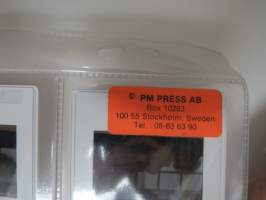 © PM PRESS AB
Box 10283
100 55 Stockholm, Sweden
Tel.: 08-63 63 90